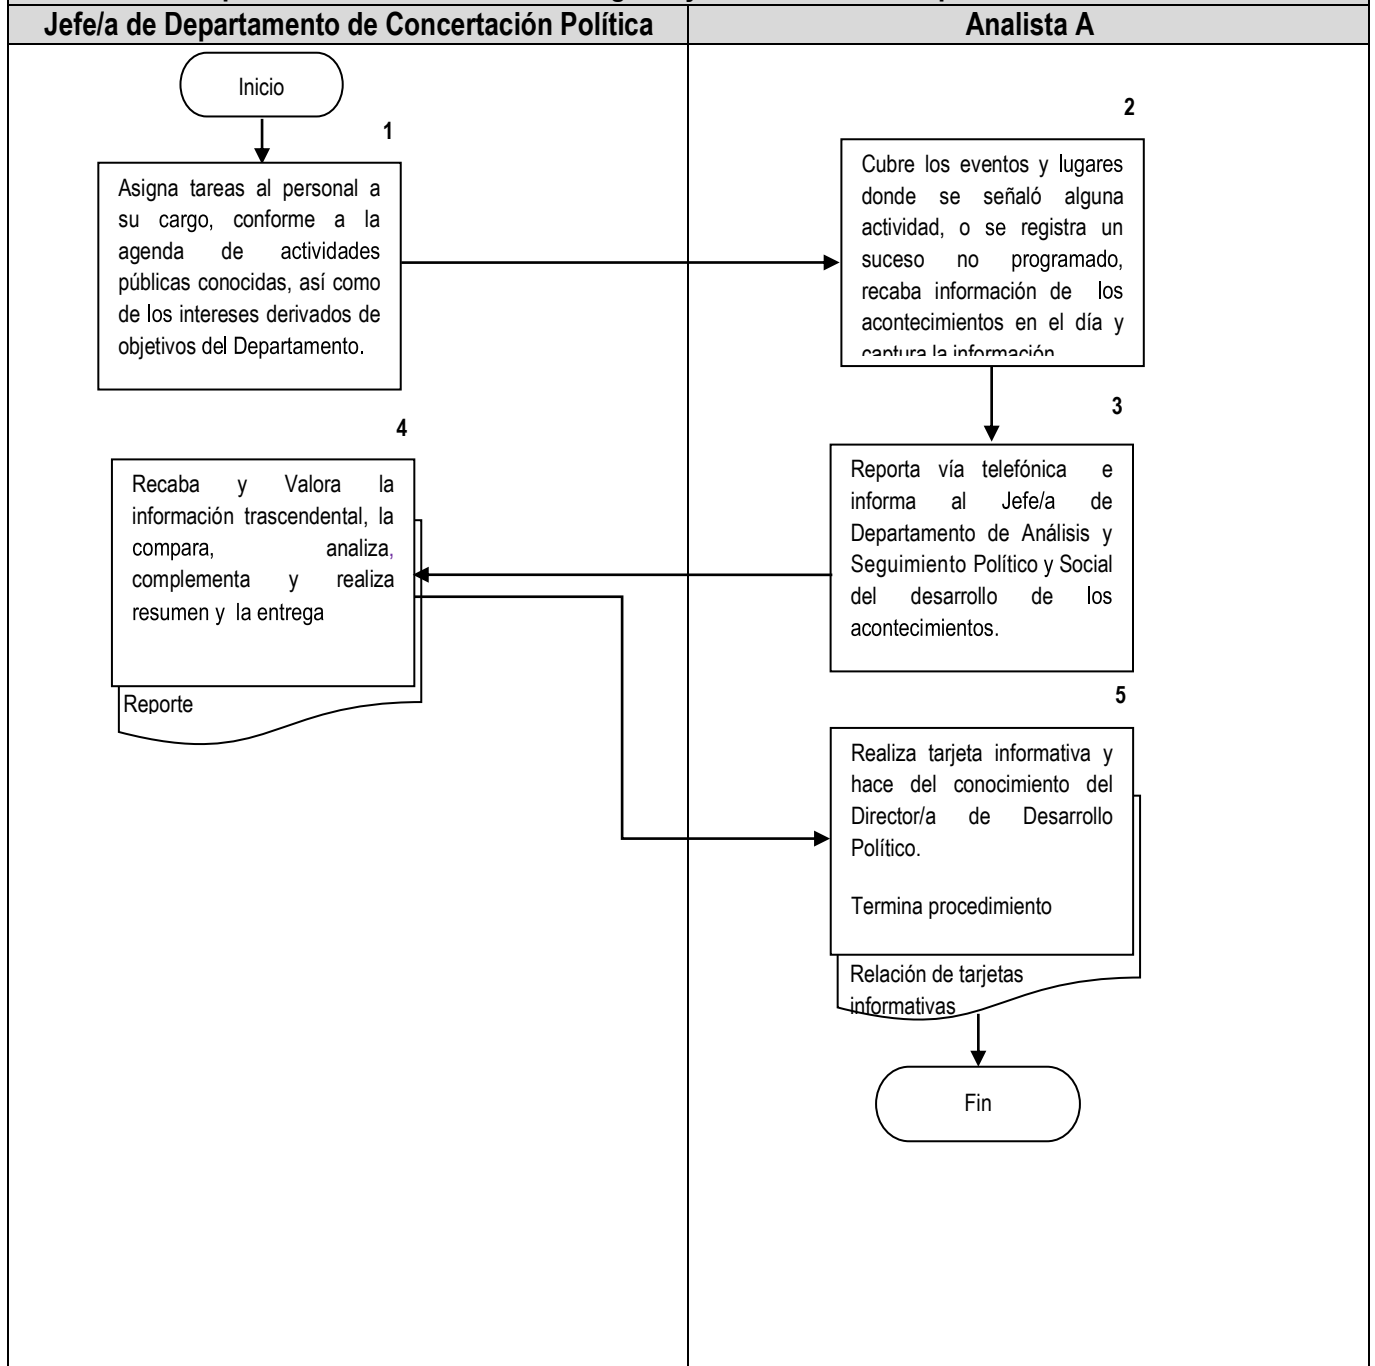 Jefe/a de Departamento de Concertación Política
Analista A
Inicio
1
Asigna tareas al personal a
su cargo, conforme a la
agenda de actividades
públicas conocidas, así como
de los intereses derivados de
objetivos del Departamento.
2
Cubre los eventos y lugares
donde se señaló alguna
actividad, o se registra un
suceso no programado,
recaba información de los
acontecimientos en el día y
captura la información
3
Reporta vía telefónica e
informa al Jefe/a de
Departamento de Análisis y
Seguimiento Político y Social
del desarrollo de los
acontecimientos.
4
Recaba y Valora la
información trascendental, la
compara, analiza,
complementa y realiza
resumen y la entrega
Reporte
5
Realiza tarjeta informativa y
hace del conocimiento del
Director/a de Desarrollo
Político.
Termina procedimiento
Relación de tarjetas
informativas
Fin